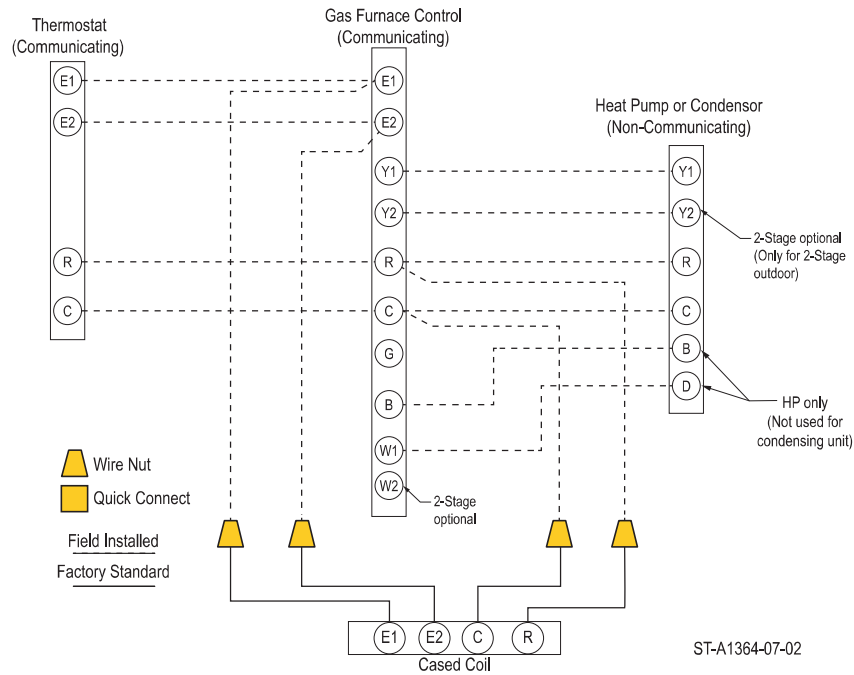 Thermostat
(Communicating)
Gas Furnace Control
(Communicating)
Heat Pump or Condensor
(Non-Communicating)
E1
E2
R
C
E1
E2
Y1
Y2
R
C
G
B
W1
W2
2-Stage
optional
Y1
Y2
R
C
B
D
2-Stage optional
(Only for 2-Stage
outdoor)
HP only
(Not used for
condensing unit)
Wire Nut
Quick Connect
Field Installed
Factory Standard
E1
E2
C
R
Cased Coil
ST-A1364-07-02